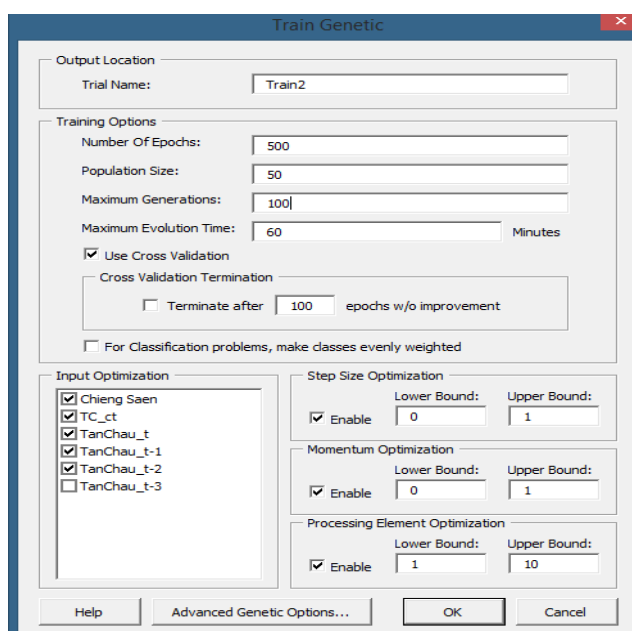 Train Genetic
Output Location
Trial Name: Train2
Training Options
Number Of Epochs: 500
Population Size: 50
Maximum Generations: 100
Maximum Evolution Time: 60 Minutes
Use Cross Validation
Cross Validation Termination
Terminate after 100 epochs w/o improvement
For Classification problems, make classes evenly weighted
Input Optimization
Chieng Saen
TC_ct
TanChau_t
TanChau_t-1
TanChau_t-2
TanChau_t-3
Step Size Optimization
Lower Bound: Upper Bound:
Enable 0 1
Momentum Optimization
Lower Bound: Upper Bound:
Enable 0 1
Processing Element Optimization
Lower Bound: Upper Bound:
Enable 1 10
Help Advanced Genetic Options... OK Cancel